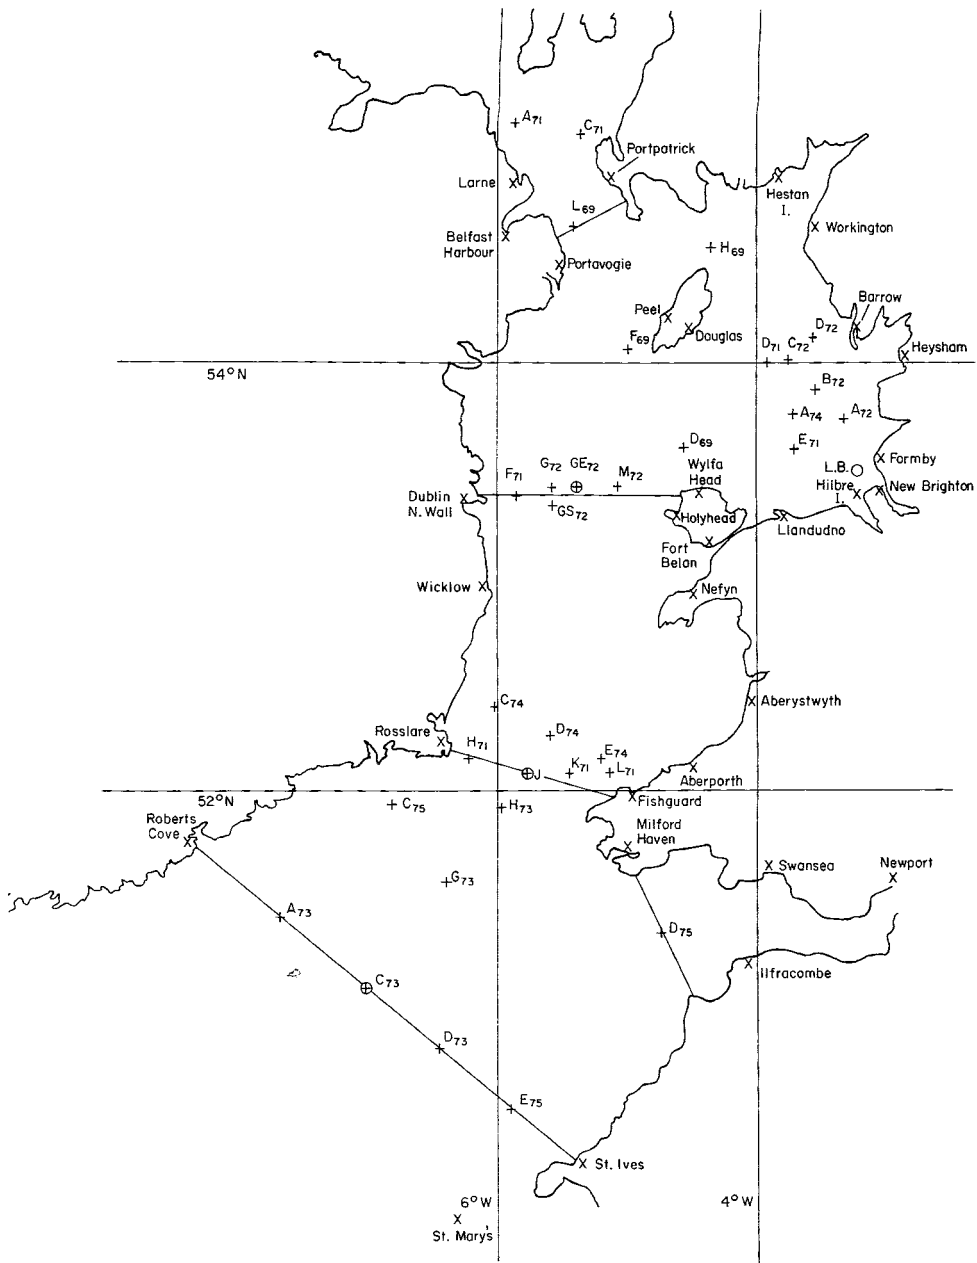 A71
C71
Portpatrick
Larne
Hestan
I.
L69
Workington
Belfast
Harbour
H69
Portavogie
Barrow
Peel
Douglas
D72
F69
D71
C72
Heysham
54°N
B72
A74
A72
D69
E71
Formby
Wylfa
Head
L.B.
G72
GE72
F71
M72
Hilbre
I.
New Brighton
Dublin
N. Wall
GS72
Holyhead
Llandudno
Fort
Belan
Wicklow
Nefyn
C74
Aberystwyth
Rosslare
D74
H71
E74
K71
L71
J
Aberporth
52°N
C75
H73
Fishguard
Roberts
Cove
Milford
Haven
Swansea
Newport
G73
A73
D75
Ilfracombe
C73
D73
E75
St. Ives
6°W
4°W
St. Mary's